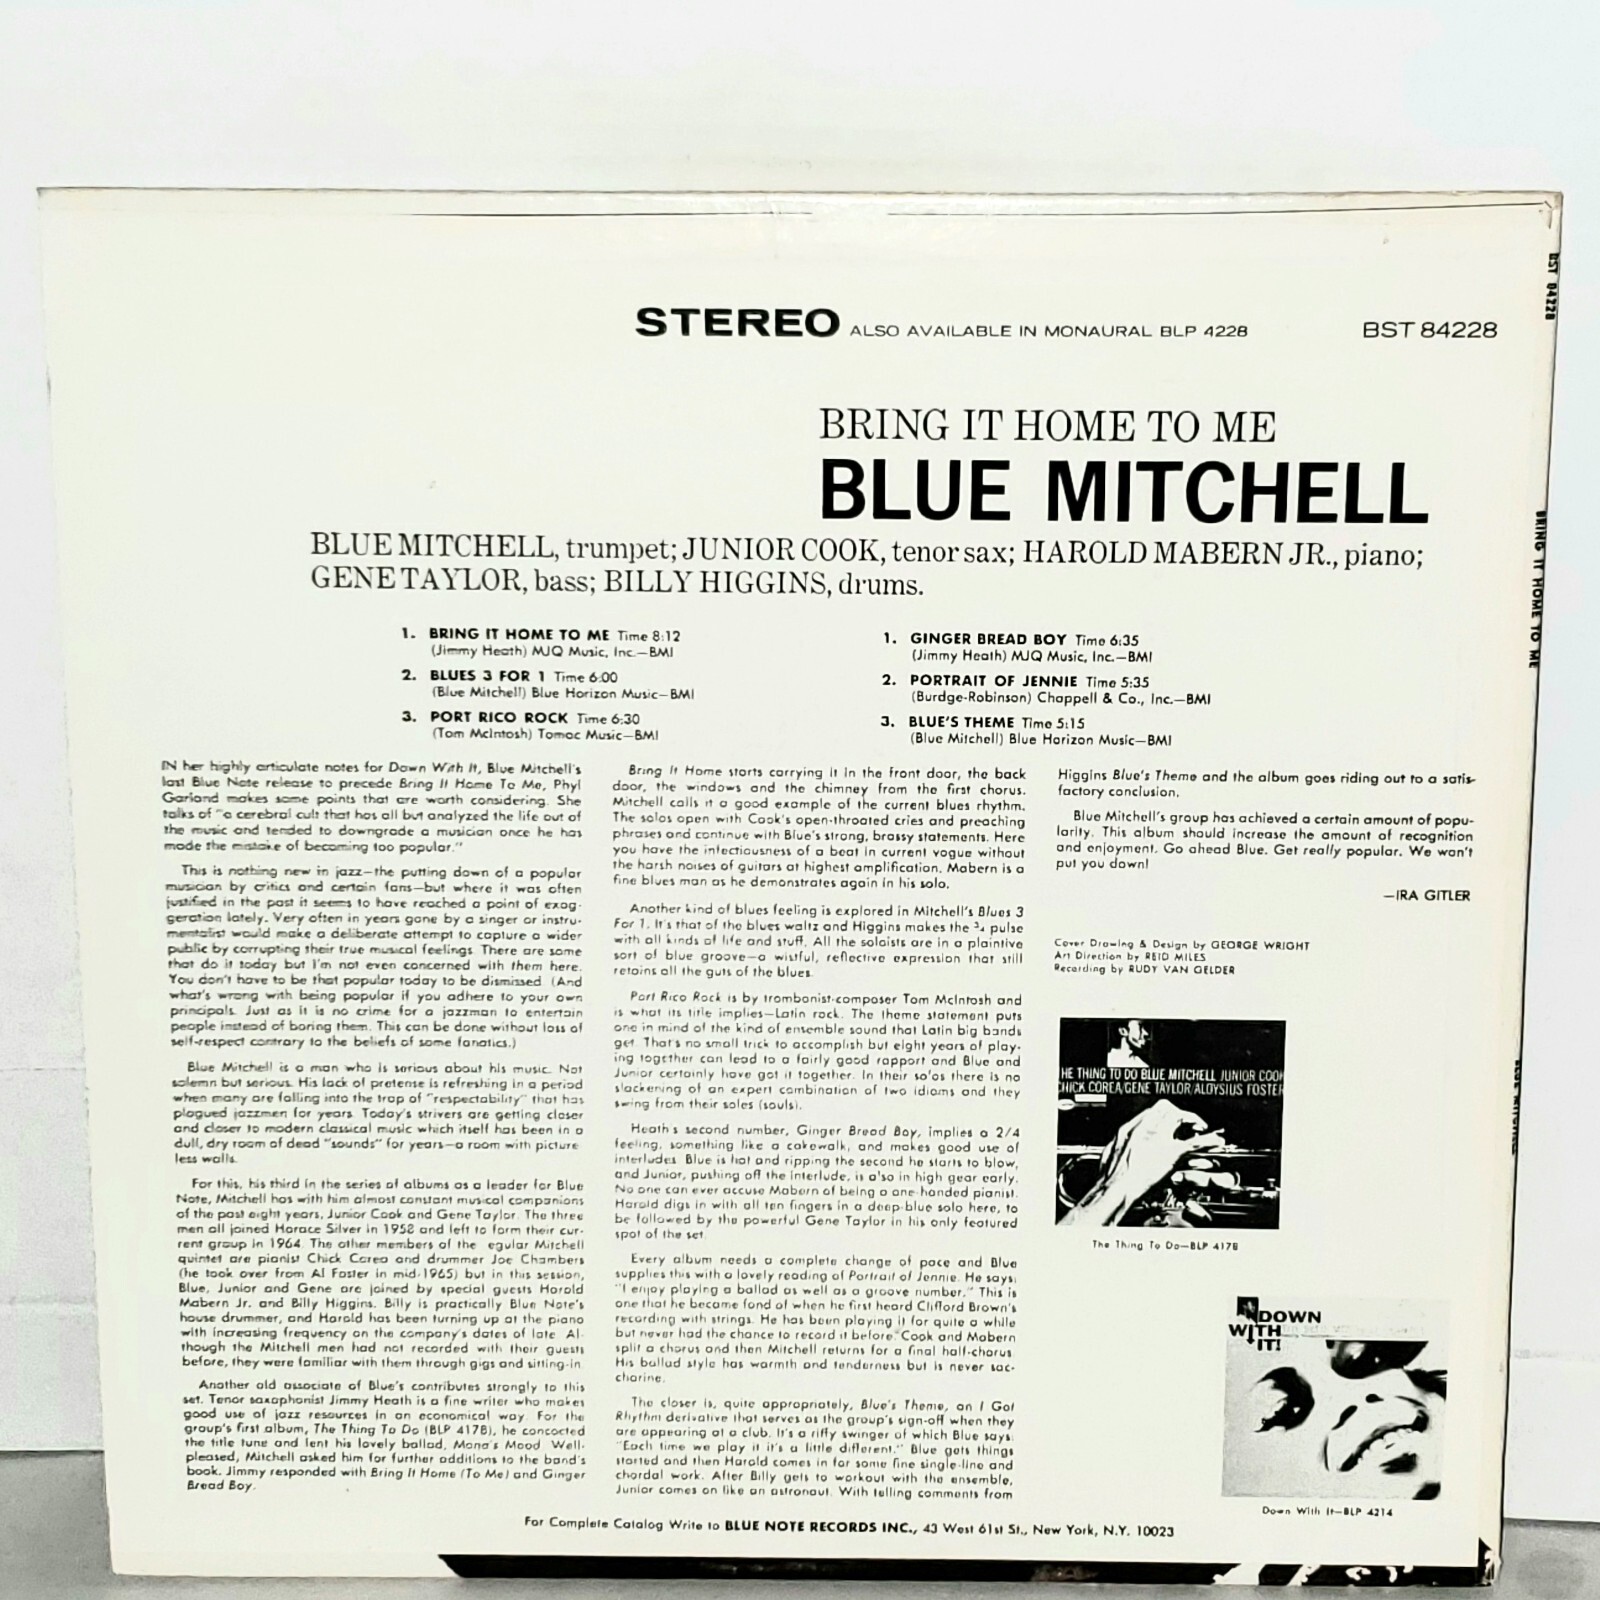 STEREO ALSO AVAILABLE IN MONAURAL BLP 4228 BST 84228
BRING IT HOME TO ME
BLUE MITCHELL
BLUE MITCHELL, trumpet; JUNIOR COOK, tenor sax; HAROLD MABERN JR., piano;
GENE TAYLOR, bass; BILLY HIGGINS, drums.
1. BRING IT HOME TO ME Time 8:12
(Jimmy Heath) MJQ Music, Inc.—BMI
2. BLUES 3 FOR 1 Time 6:00
(Blue Mitchell) Blue Horizon Music—BMI
3. PORT RICO ROCK Time 6:30
(Tom McIntosh) Tomac Music—BMI
1. GINGER BREAD BOY Time 6:35
(Jimmy Heath) MJQ Music, Inc.—BMI
2. PORTRAIT OF JENNIE Time 5:35
(Burdge-Robinson) Chappell & Co., Inc.—BMI
3. BLUE'S THEME Time 5:15
(Blue Mitchell) Blue Horizon Music—BMI
IN her highly articulate notes for Down With It, Blue Mitchell's
last Blue Note release to precede Bring It Home To Me, Phyl
Garland makes some points that are worth considering. She
talks of "a cerebral cult that has all but analyzed the life out of
the music and tended to downgrade a musician once he has
made the mistake of becoming too popular."
This is nothing new in jazz—the putting down of a popular
musician by critics and certain fans—but where it was often
justified in the past it seems to have reached a point of exag-
geration lately. Very often in years gone by a singer or instru-
mentalist would make a deliberate attempt to capture a wider
public by corrupting their true musical feelings. There are some
that do it today but I'm not even concerned with them here.
You don't have to be that popular today to be dismissed. (And
what's wrong with being popular if you adhere to your own
principals. Just as it is no crime for a jazzman to entertain
people instead of boring them. This can be done without loss of
self-respect contrary to the beliefs of some fanatics.)
Blue Mitchell is a man who is serious about his music. Not
solemn but serious. His lack of pretense is refreshing in a period
when many are falling into the trap of "respectability" that has
plagued jazzmen for years. Today's strivers are getting closer
and closer to modern classical music which itself has been in a
dull, dry room of dead "sounds" for years—a room with picture
less walls.
For this, his third in the series of albums as a leader for Blue
Note, Mitchell has with him almost constant musical companions
of the past eight years, Junior Cook and Gene Taylor. The three
men all joined Horace Silver in 1958 and left to form their cur-
rent group in 1964. The other members of the egular Mitchell
quintet are pianist Chick Corea and drummer Joe Chambers
(he took over from Al Foster in mid-1965) but in this session,
Blue, Junior and Gene are joined by special guests Harold
Mabern Jr. and Billy Higgins. Billy is practically Blue Note's
house drummer, and Harold has been turning up at the piano
with increasing frequency on the company's dates of late. Al-
though the Mitchell men had not recorded with their guests
before, they were familiar with them through gigs and sitting-in.
Another old associate of Blue's contributes strongly to this
set. Tenor saxophonist Jimmy Heath is a fine writer who makes
good use of jazz resources in an economical way. For the
group's first album, The Thing To Do (BLP 4178), he concocted
the title tune and lent his lovely ballad, Mona's Mood. Well-
pleased, Mitchell asked him for further additions to the band's
book. Jimmy responded with Bring It Home (To Me) and Ginger
Bread Boy.
Bring It Home starts carrying it in the front door, the back
door, the windows and the chimney from the first chorus.
Mitchell calls it a good example of the current blues rhythm.
The solos open with Cook's open-throated cries and preaching
phrases and continue with Blue's strong, brassy statements. Here
you have the infectiousness of a beat in current vogue without
the harsh noises of guitars at highest amplification. Mabern is a
fine blues man as he demonstrates again in his solo.
Another kind of blues feeling is explored in Mitchell's Blues 3
For 1. It's that of the blues waltz and Higgins makes the ¾ pulse
with all kinds of life and stuff. All the soloists are in a plaintive
sort of blue groove—a wistful, reflective expression that still
retains all the guts of the blues.
Port Rico Rock is by trombonist-composer Tom McIntosh and
is what its title implies—Latin rock. The theme statement puts
one in mind of the kind of ensemble sound that Latin big bands
get. That's no small trick to accomplish but eight years of play-
ing together can lead to a fairly good rapport and Blue and
Junior certainly have got it together. In their so'os there is no
slackening of an expert combination of two idioms and they
swing from their soles (souls).
Heath's second number, Ginger Bread Boy, implies a 2/4
feeling, something like a cakewalk, and makes good use of
interludes. Blue is hot and ripping the second he starts to blow,
and Junior, pushing off the interlude, is a'so in high gear early.
No one can ever accuse Mabern of being a one-handed pianist.
Harold digs in with all ten fingers in a deep-blue solo here, to
be followed by the powerful Gene Taylor in his only featured
spot of the set.
Every album needs a complete change of pace and Blue
supplies this with a lovely reading of Portrait of Jennie. He says:
"I enjoy playing a ballad as well as a groove number." This is
one that he became fond of when he first heard Clifford Brown's
recording with strings. He has been playing it for quite a while
but never had the chance to record it before. Cook and Mabern
split a chorus and then Mitchell returns for a final half-chorus.
His ballad style has warmth and tenderness but is never sac-
charine.
The closer is, quite appropriately, Blue's Theme, an I Got
Rhythm derivative that serves as the group's sign-off when they
are appearing at a club. It's a riffy swinger of which Blue says:
"Each time we play it it's a little different." Blue gets things
started and then Harold comes in for some fine single-line and
chordal work. After Billy gets to workout with the ensemble,
Junior comes on like an astronaut. With telling comments from
Higgins Blue's Theme and the album goes riding out to a satis-
factory conclusion.
Blue Mitchell's group has achieved a certain amount of popu-
larity. This album should increase the amount of recognition
and enjoyment. Go ahead Blue. Get really popular. We won't
put you down!
—IRA GITLER
Cover Drawing & Design by GEORGE WRIGHT
Art Direction by REID MILES
Recording by RUDY VAN GELDER
HE THING TO DO BLUE MITCHELL JUNIOR COOK
CHICK COREA/GENE TAYLOR/ALOYSIUS FOSTER
The Thing To Do—BLP 4178
DOWN
WITH
IT!
Down With It—BLP 4214
For Complete Catalog Write to BLUE NOTE RECORDS INC., 43 West 61st St., New York, N.Y. 10023
BST 84228
BRING IT HOME TO ME
BLUE MITCHELL